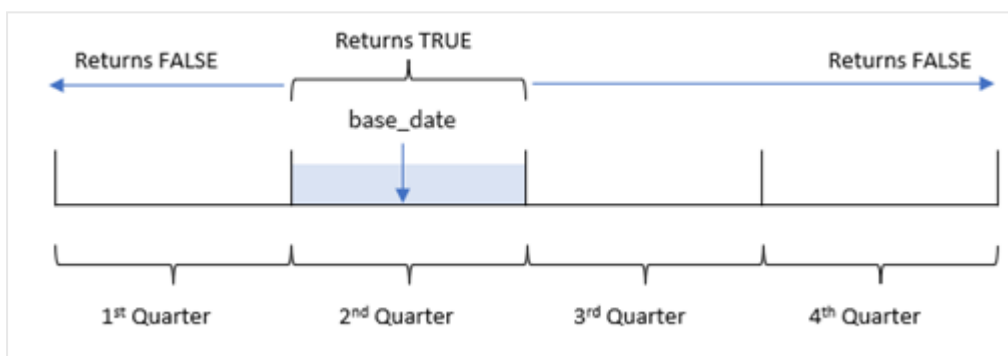 Returns TRUE
Returns FALSE
Returns FALSE
base_date
1st Quarter
2nd Quarter
3rd Quarter
4th Quarter